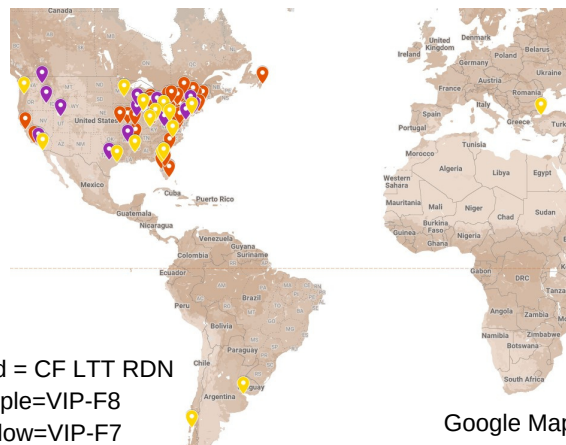 Canada
United States
Mexico
Cuba
Puerto Rico
Guatemala
Nicaragua
Venezuela
Guyana
Suriname
Colombia
Ecuador
Peru
Brazil
Bolivia
Paraguay
Chile
Argentina
guay
Denmark
United
Kingdom
Ireland
Poland
Belarus
Germany
Ukraine
Austria
France
Romania
Italy
Spain
Portugal
Greece
Turk
Tunisia
Morocco
Algeria
Libya
Egypt
Western
Sahara
Mauritania
Mali
Niger
Chad
Sudan
Burkina
Faso
Guinea
Ghana
Nigeria
Gabon
DRC
Tanza
Angola
Zambia
Namibia
Zimbabwe
Botswana
South Africa
d = CF LTT RDN
ple=VIP-F8
low=VIP-F7
Google Map